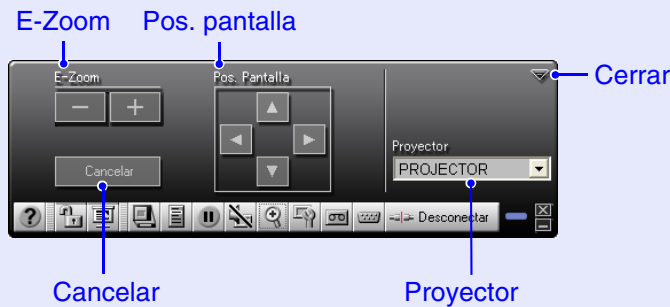 E-Zoom Pos. pantalla
Cerrar
E-Zoom Pos. Pantalla
Proyector
PROJECTOR
Cancelar
Desconectar
Cancelar Proyector